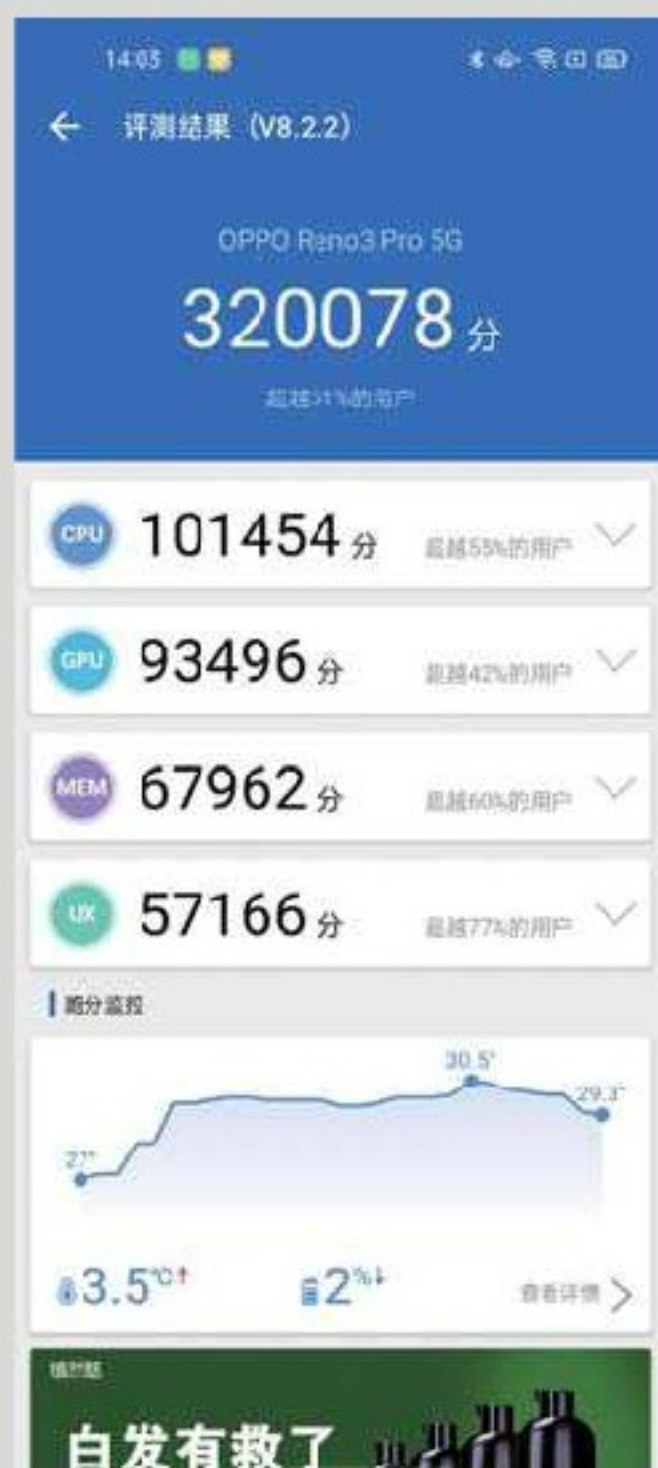 14:03
评测结果（V8.2.2）
OPPO Reno3 Pro 5G
320078分
的用户
CPU 101454分 超越55%的用户
GPU 93496分 超越42%的用户
MEM 67962分 超越60%的用户
UX 57166分 超越77%的用户
跑分监控
30.5°
29.3°
27°
3.5℃↑ 2%↓ 查看详情
白发有救了